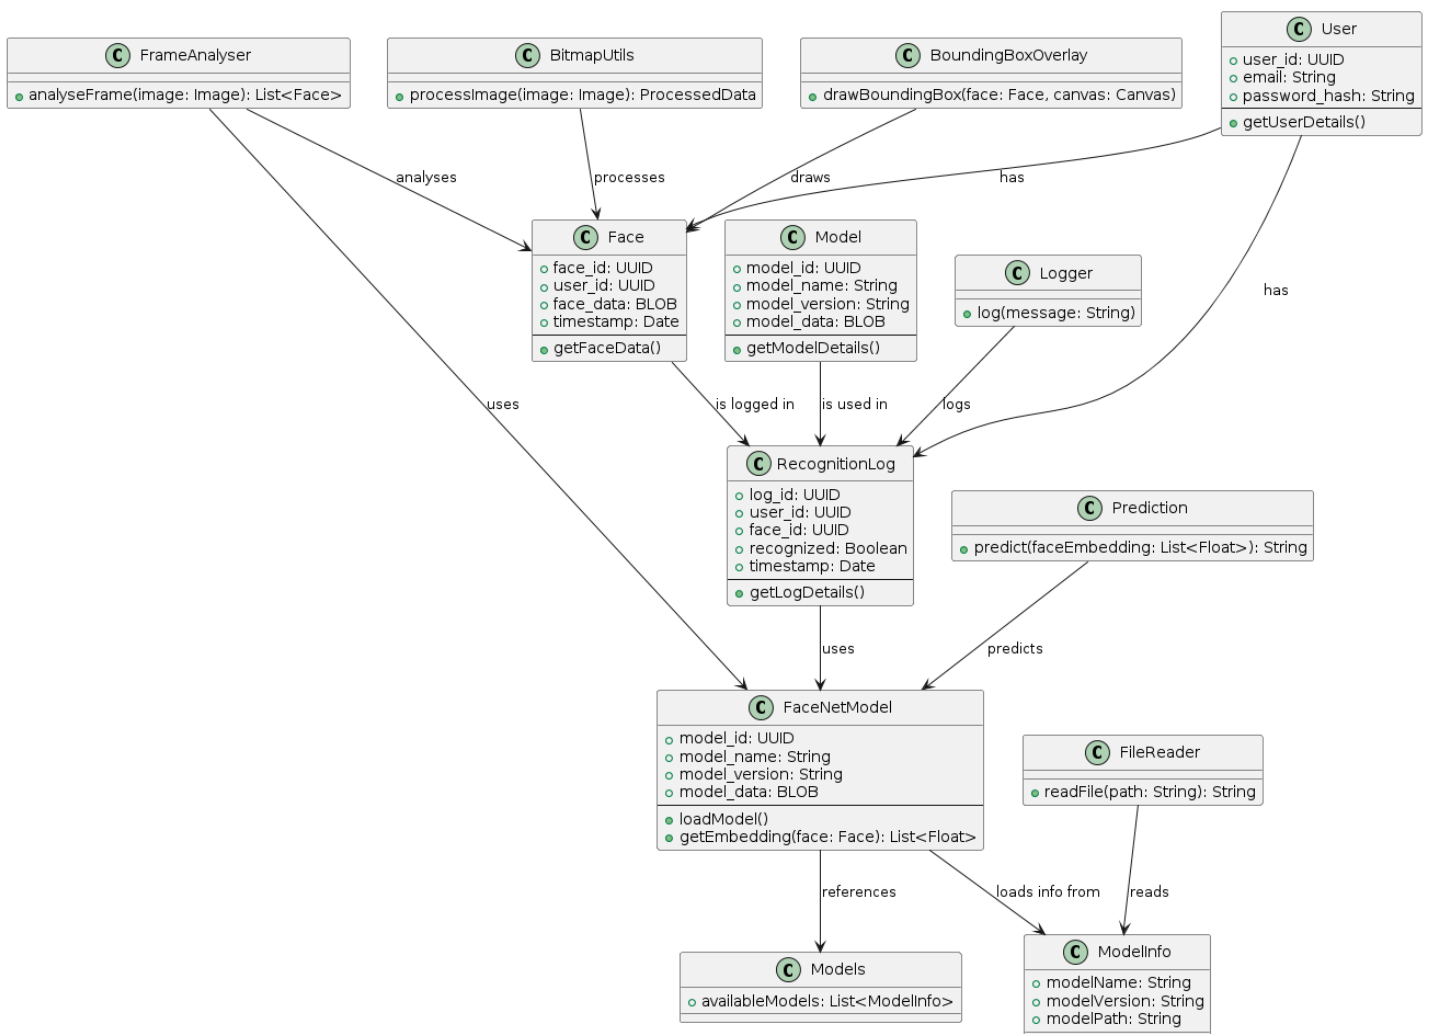 C FrameAnalyser
analyseFrame(image: Image): List<Face>
C BitmapUtils
processImage(image: Image): ProcessedData
C BoundingBoxOverlay
drawBoundingBox(face: Face, canvas: Canvas)
C User
user_id: UUID
email: String
password_hash: String
getUserDetails()
analyses
processes
draws
has
C Face
face_id: UUID
user_id: UUID
face_data: BLOB
timestamp: Date
getFaceData()
C Model
model_id: UUID
model_name: String
model_version: String
model_data: BLOB
getModelDetails()
C Logger
log(message: String)
has
uses
is logged in
is used in
logs
C RecognitionLog
log_id: UUID
user_id: UUID
face_id: UUID
recognized: Boolean
timestamp: Date
getLogDetails()
C Prediction
predict(faceEmbedding: List<Float>): String
uses
predicts
C FaceNetModel
model_id: UUID
model_name: String
model_version: String
model_data: BLOB
loadModel()
getEmbedding(face: Face): List<Float>
C FileReader
readFile(path: String): String
references
loads info from
reads
C Models
availableModels: List<ModelInfo>
C ModelInfo
modelName: String
modelVersion: String
modelPath: String